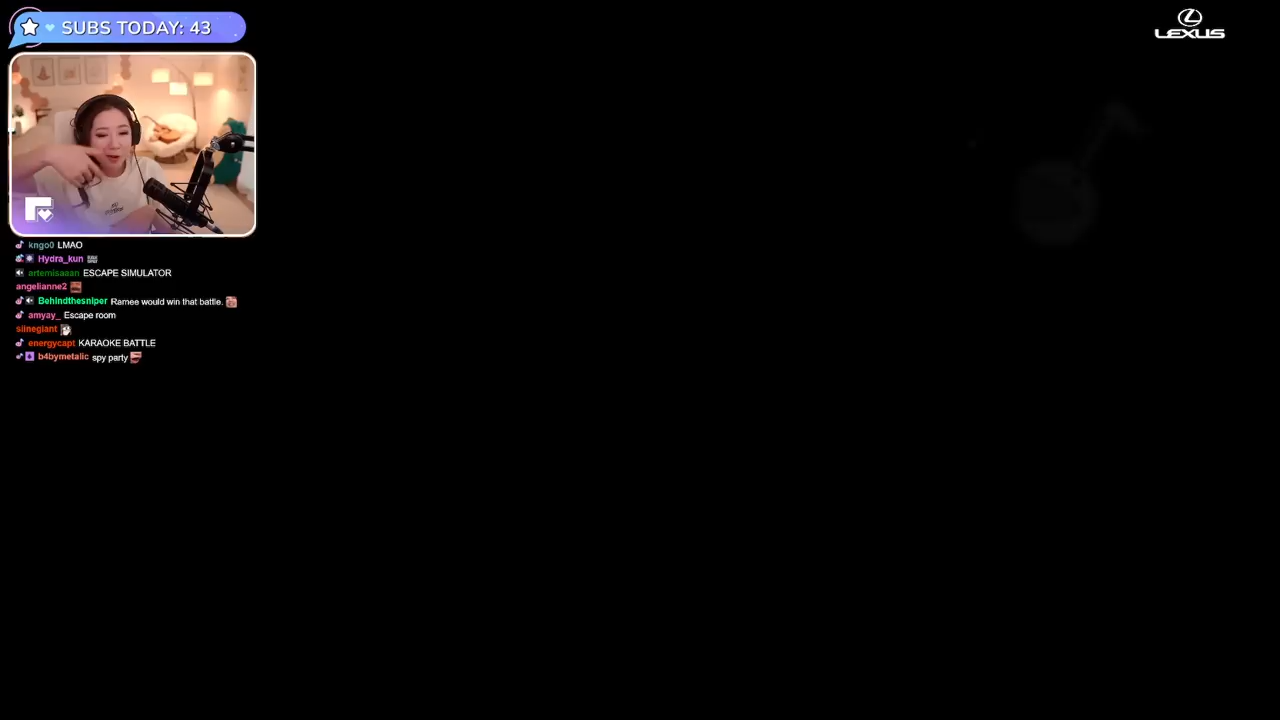 SUBS TODAY: 43
LEXUS
kngo0 LMAO
Hydra_kun
artemisaaan ESCAPE SIMULATOR
angelianne2
Behindthesniper Ramee would win that battle.
amyay_ Escape room
siinegiant
energycapt KARAOKE BATTLE
b4bymetalic spy party